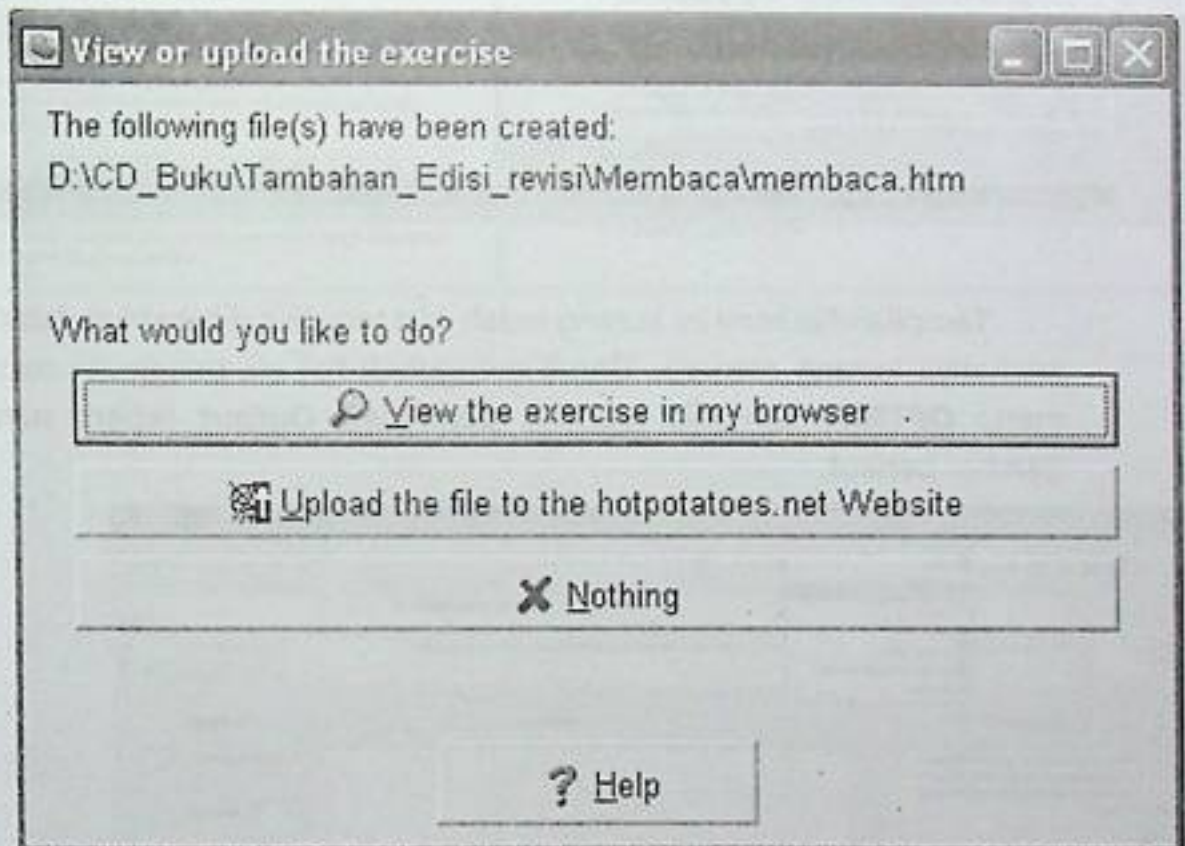 View or upload the exercise
The following file(s) have been created:
D:\CD_Buku\Tambahan_Edisi_revisi\Membaca\membaca.htm
What would you like to do?
View the exercise in my browser
Upload the file to the hotpotatoes.net Website
Nothing
? Help